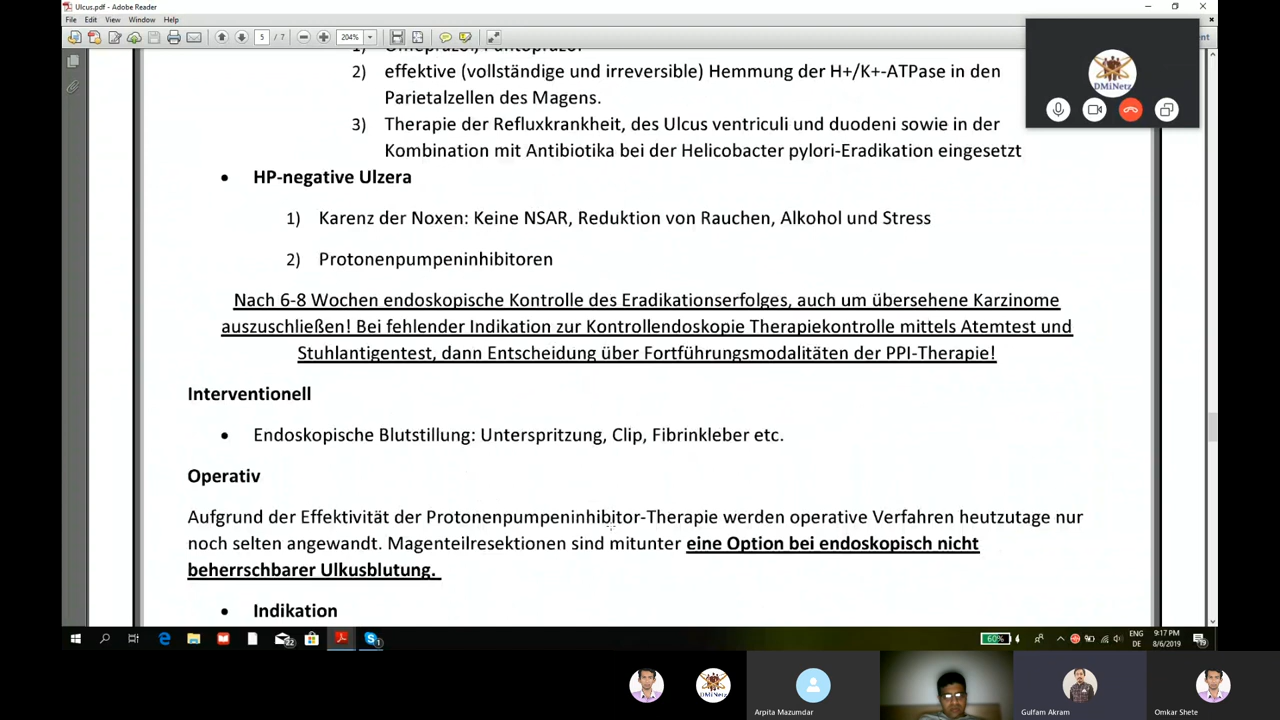 Ulcus.pdf - Adobe Reader
File Edit View Window Help
5 / 7 204%
2) effektive (vollständige und irreversible) Hemmung der H+/K+-ATPase in den
Parietalzellen des Magens.
3) Therapie der Refluxkrankheit, des Ulcus ventriculi und duodeni sowie in der
Kombination mit Antibiotika bei der Helicobacter pylori-Eradikation eingesetzt
• HP-negative Ulzera
1) Karenz der Noxen: Keine NSAR, Reduktion von Rauchen, Alkohol und Stress
2) Protonenpumpeninhibitoren
Nach 6-8 Wochen endoskopische Kontrolle des Eradikationserfolges, auch um übersehene Karzinome
auszuschließen! Bei fehlender Indikation zur Kontrollendoskopie Therapiekontrolle mittels Atemtest und
Stuhlantigentest, dann Entscheidung über Fortführungsmodalitäten der PPI-Therapie!
Interventionell
• Endoskopische Blutstillung: Unterspritzung, Clip, Fibrinkleber etc.
Operativ
Aufgrund der Effektivität der Protonenpumpeninhibitor-Therapie werden operative Verfahren heutzutage nur
noch selten angewandt. Magenteilresektionen sind mitunter eine Option bei endoskopisch nicht
beherrschbarer Ulkusblutung.
• Indikation
DMiNetz
60%
ENG
DE
9:17 PM
8/6/2019
Arpita Mazumdar
Gulfam Akram
Omkar Shete